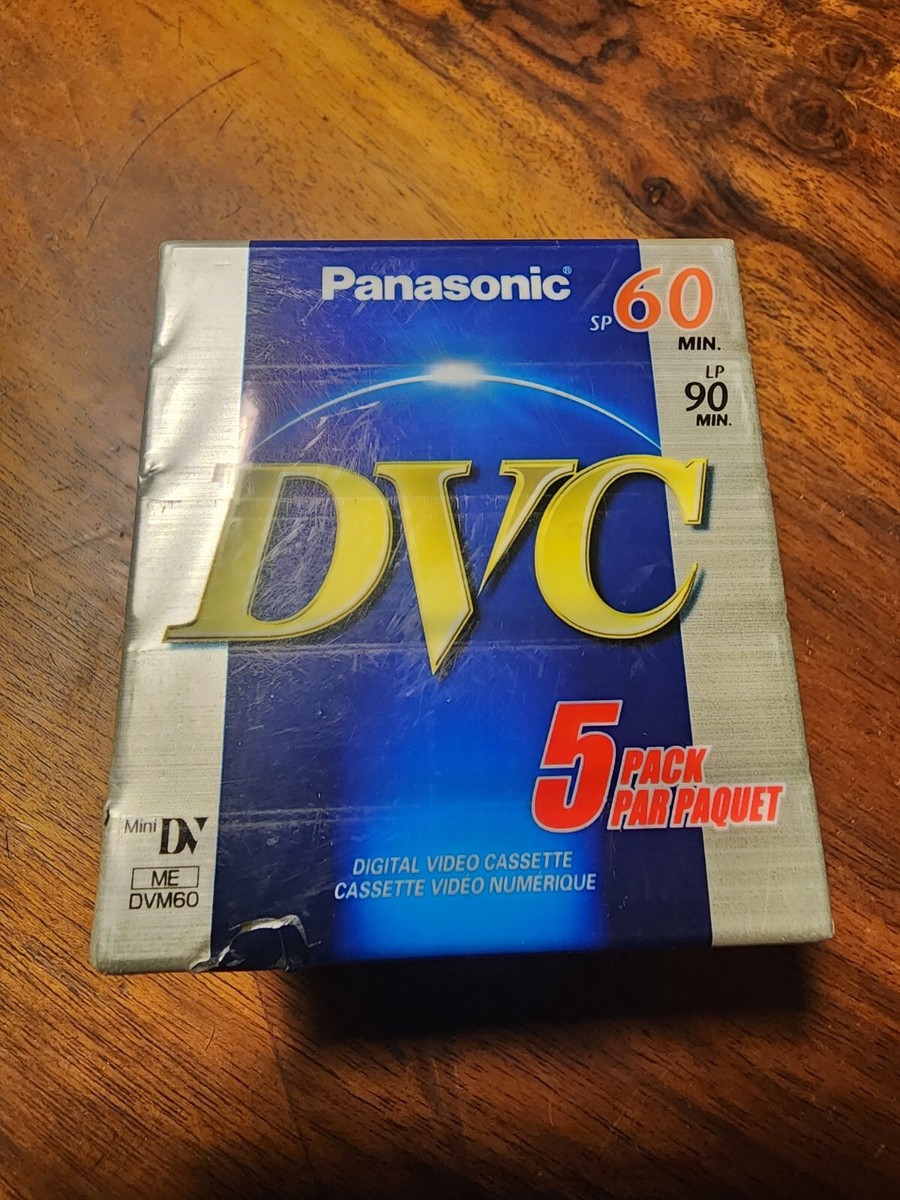 Panasonic®
SP 60
MIN.
LP
90
MIN.
DVC
5 PACK
PAR PAQUET
Mini DV
ME
DVM60
DIGITAL VIDEO CASSETTE
CASSETTE VIDÉO NUMÉRIQUE